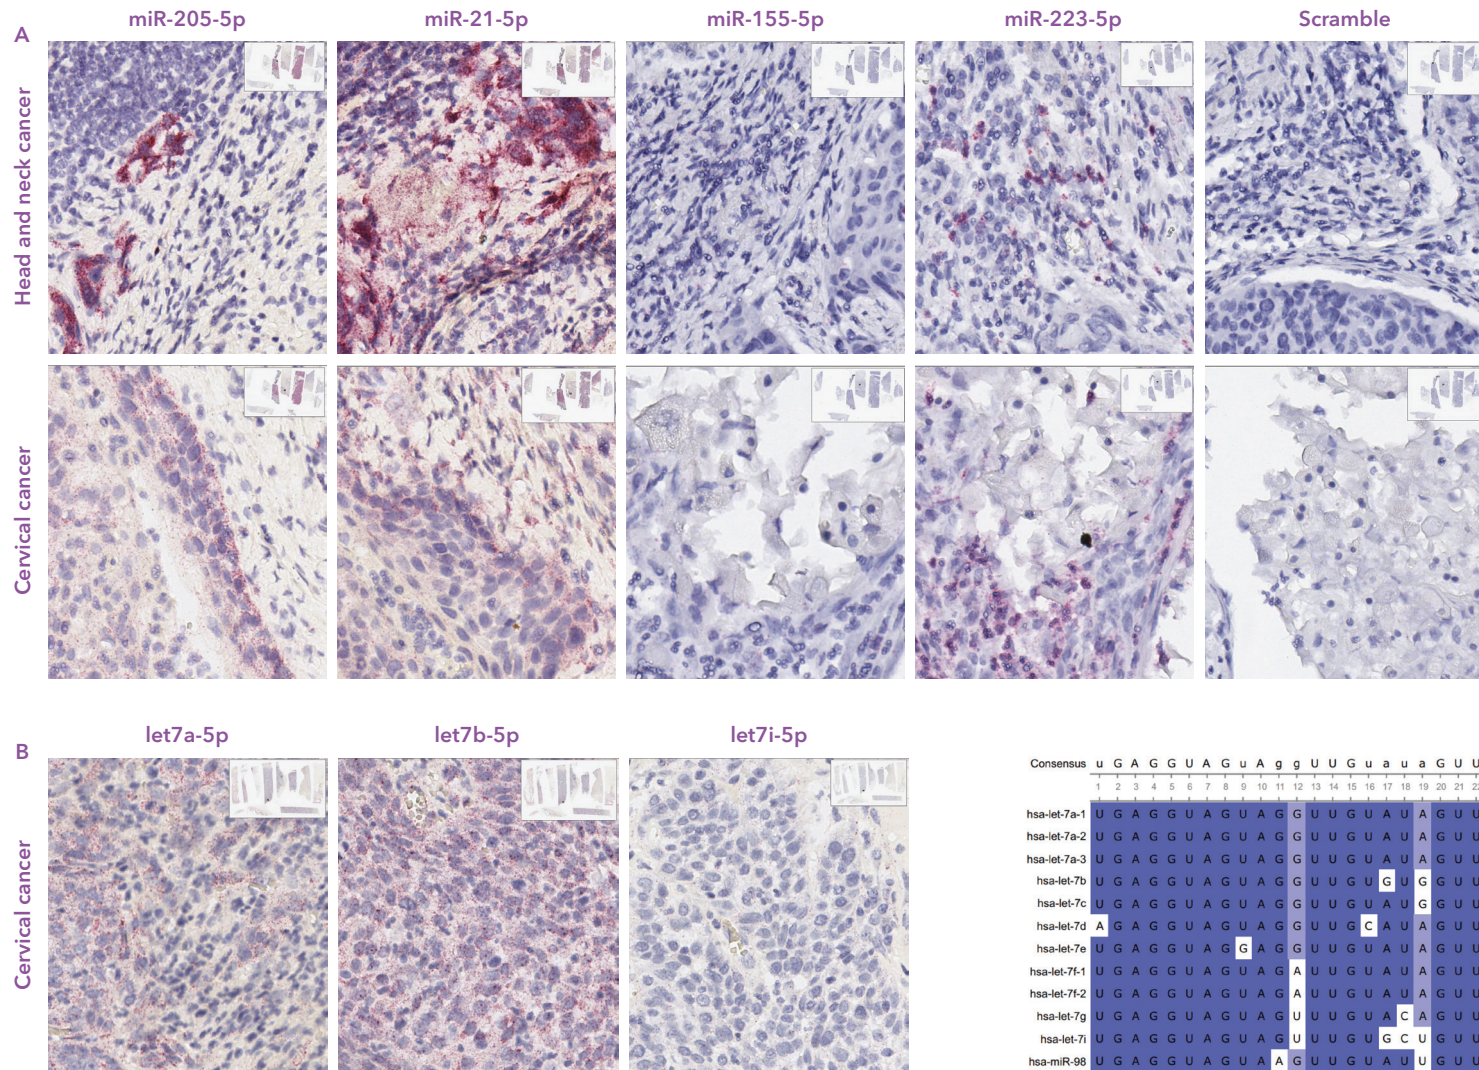 miR-205-5p miR-21-5p miR-155-5p miR-223-5p Scramble
A
Head and neck cancer
Cervical cancer
B
let7a-5p let7b-5p let7i-5p
Cervical cancer
Consensus u G A G G U A G u A g g U U G u a u a G U U
1 2 3 4 5 6 7 8 9 10 11 12 13 14 15 16 17 18 19 20 21 22
hsa-let-7a-1 U G A G G U A G U A G G U U G U A U A G U U
hsa-let-7a-2 U G A G G U A G U A G G U U G U A U A G U U
hsa-let-7a-3 U G A G G U A G U A G G U U G U A U A G U U
hsa-let-7b U G A G G U A G U A G G U U G U G U G G U U
hsa-let-7c U G A G G U A G U A G G U U G U A U G G U U
hsa-let-7d A G A G G U A G U A G G U U G C A U A G U U
hsa-let-7e U G A G G U A G G A G G U U G U A U A G U U
hsa-let-7f-1 U G A G G U A G U A G A U U G U A U A G U U
hsa-let-7f-2 U G A G G U A G U A G A U U G U A U A G U U
hsa-let-7g U G A G G U A G U A G U U U G U A C A G U U
hsa-let-7i U G A G G U A G U A G U U U G U G C U G U U
hsa-miR-98 U G A G G U A G U A A G U U G U A U U G U U